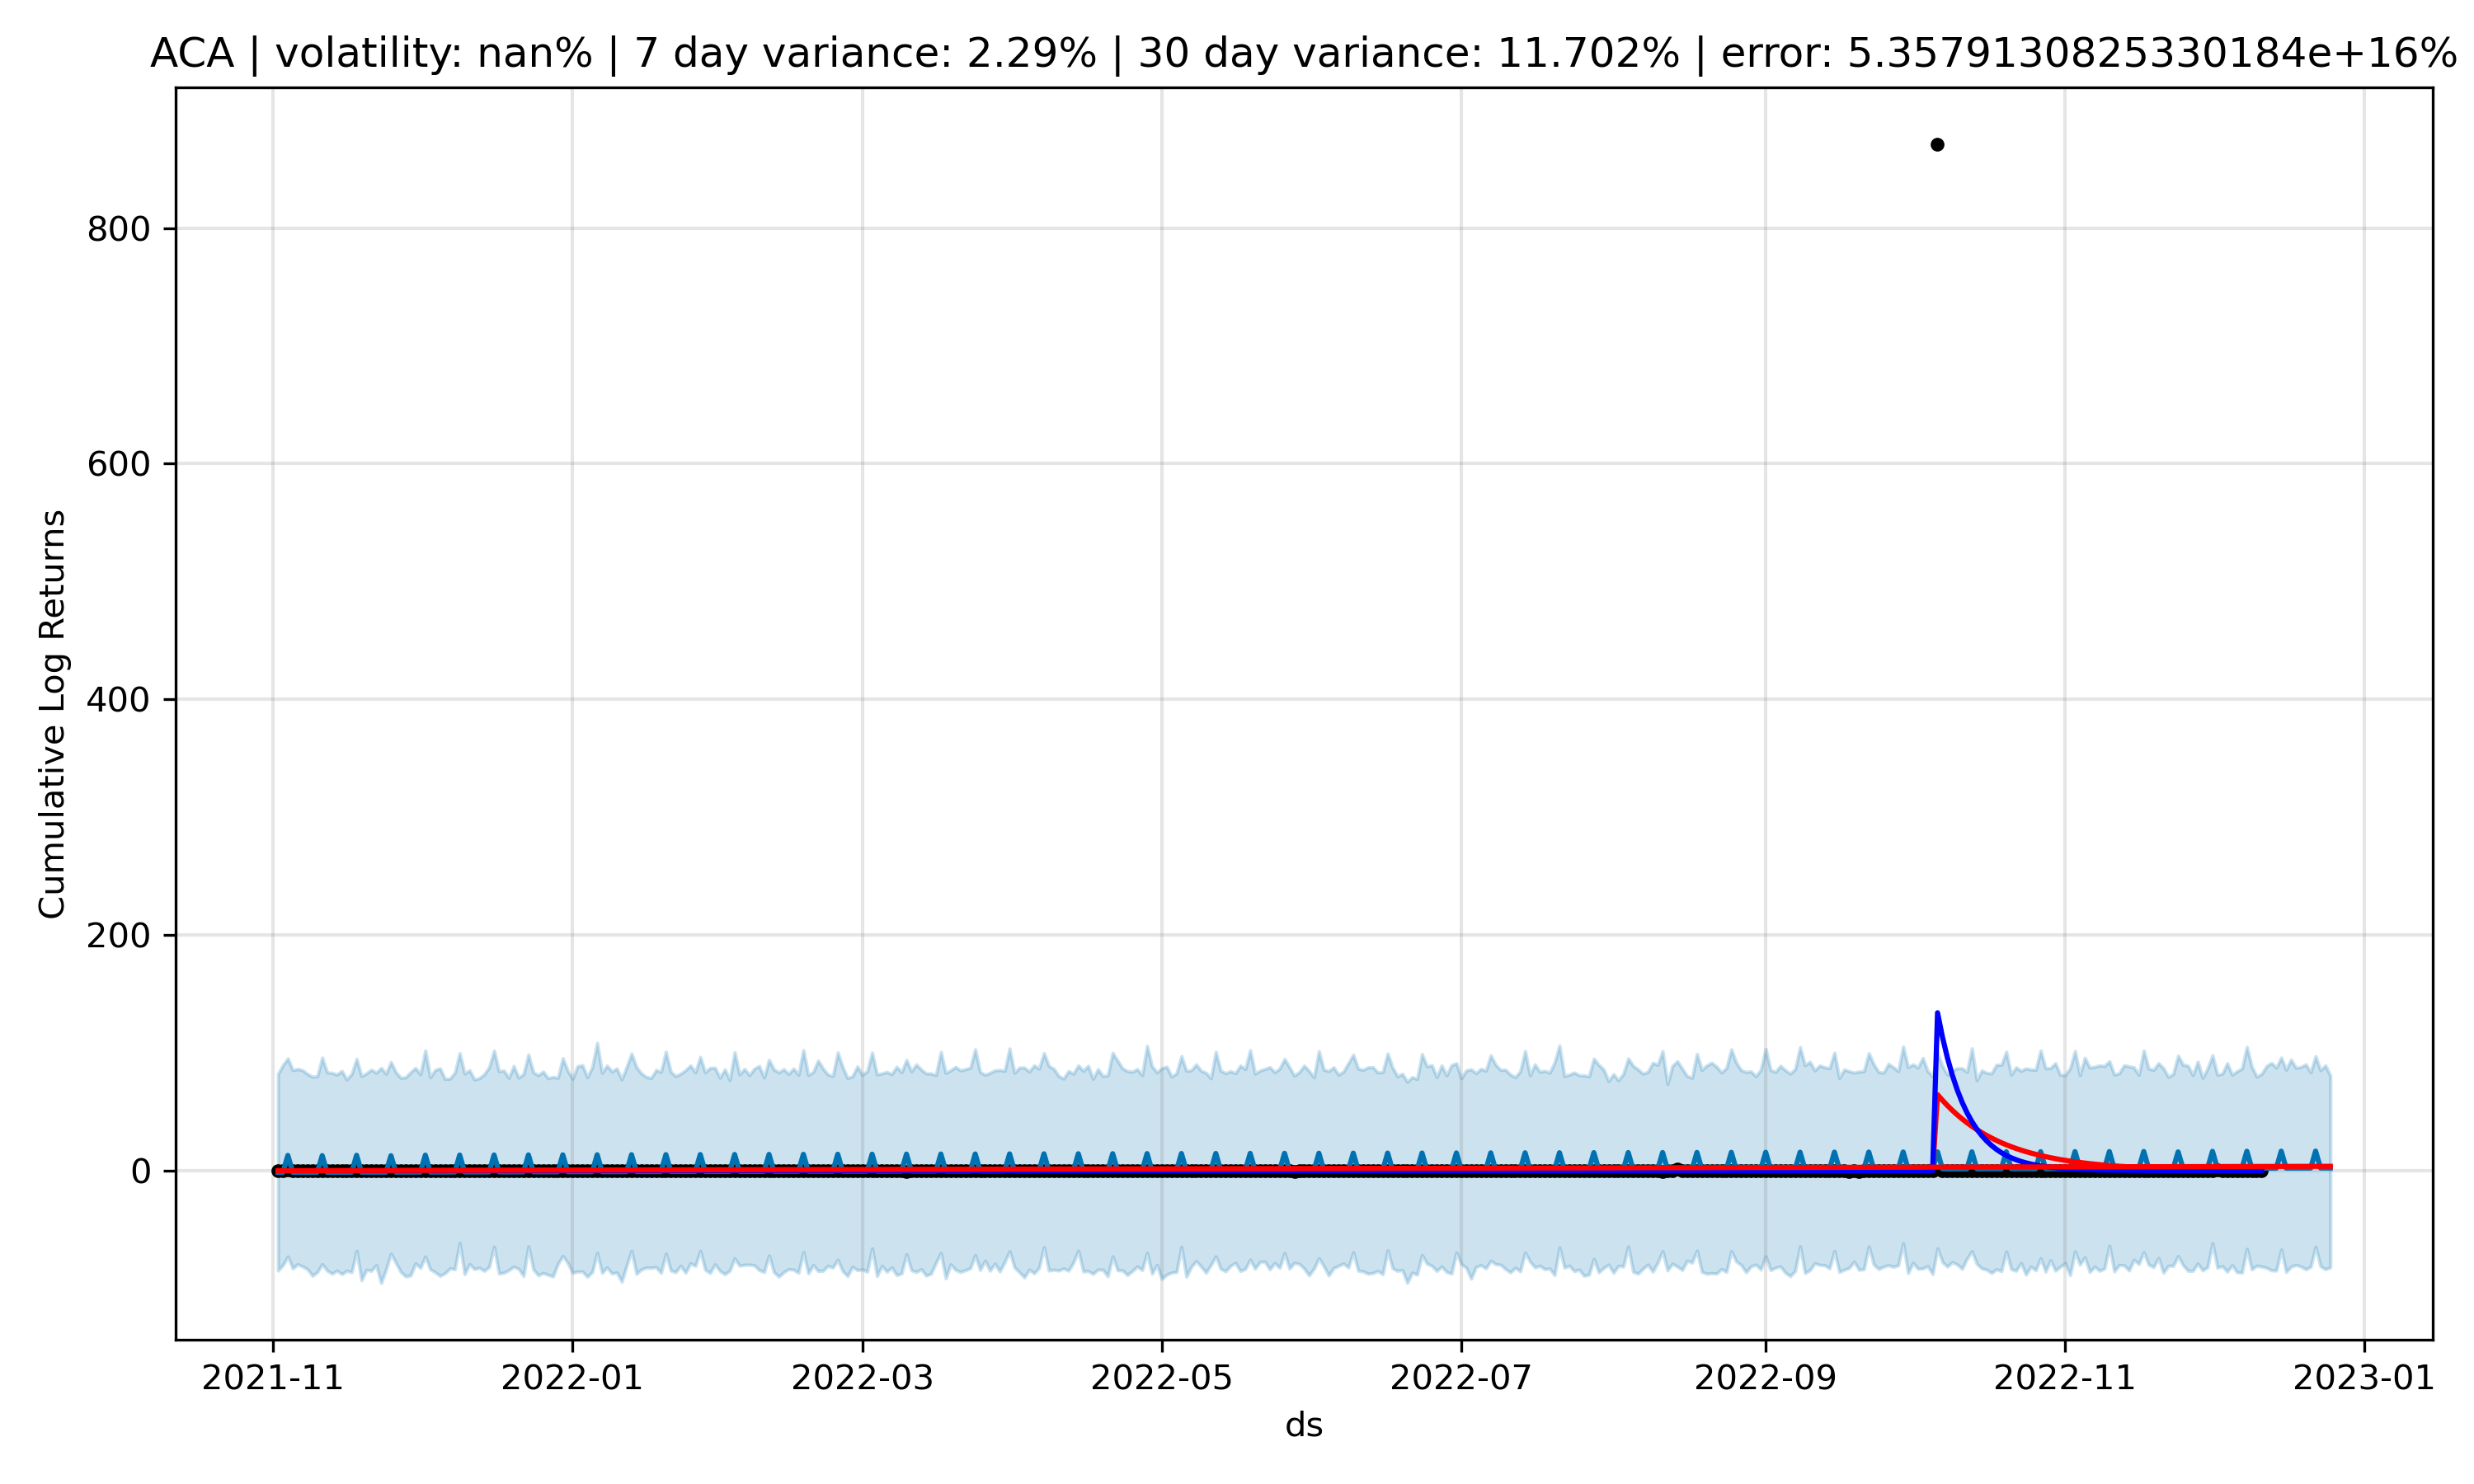 ACA | volatility: nan% | 7 day variance: 2.29% | 30 day variance: 11.702% | error: 5.3579130825330184e+16%
800
600
400
200
0
Cumulative Log Returns
2021-11 2022-01 2022-03 2022-05 2022-07 2022-09 2022-11 2023-01
ds